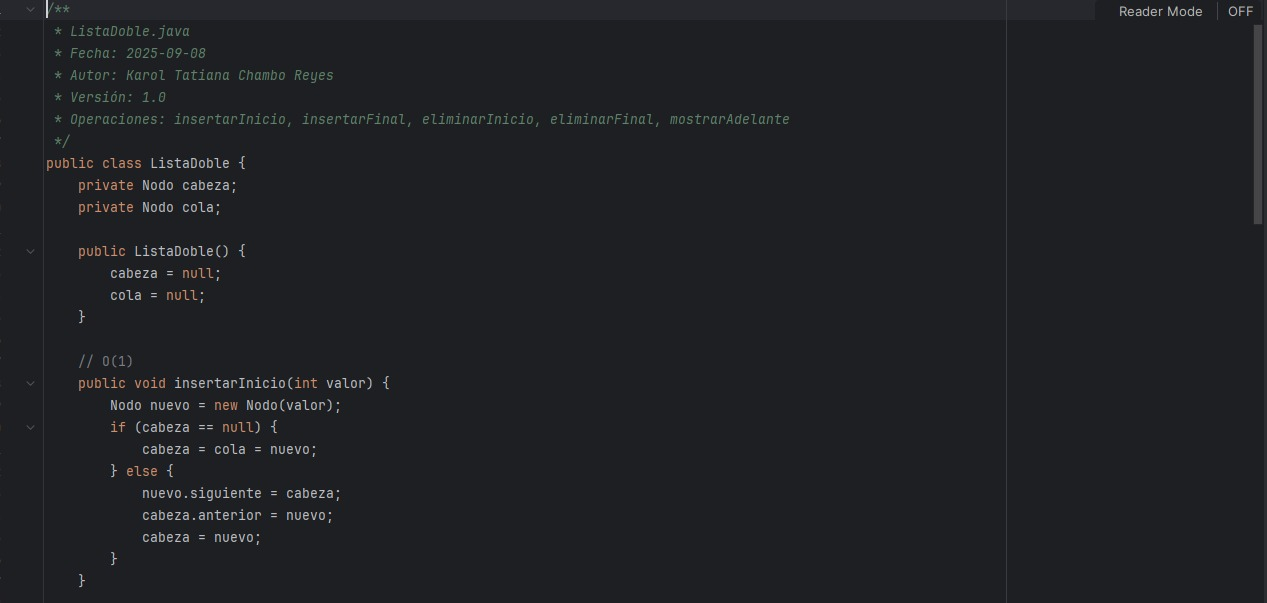 /**
 * ListaDoble.java
 * Fecha: 2025-09-08
 * Autor: Karol Tatiana Chambo Reyes
 * Versión: 1.0
 * Operaciones: insertarInicio, insertarFinal, eliminarInicio, eliminarFinal, mostrarAdelante
 */
Reader Mode OFF
public class ListaDoble {
    private Nodo cabeza;
    private Nodo cola;

    public ListaDoble() {
        cabeza = null;
        cola = null;
    }

    // O(1)
    public void insertarInicio(int valor) {
        Nodo nuevo = new Nodo(valor);
        if (cabeza == null) {
            cabeza = cola = nuevo;
        } else {
            nuevo.siguiente = cabeza;
            cabeza.anterior = nuevo;
            cabeza = nuevo;
        }
    }